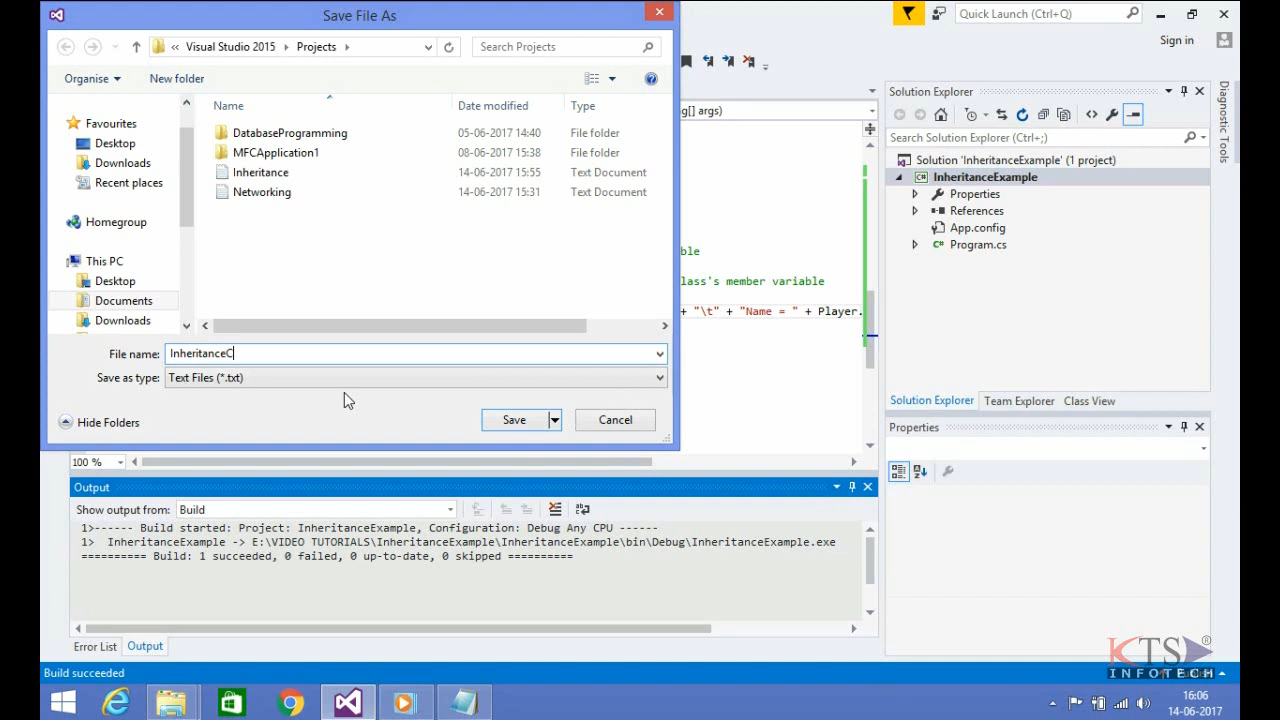 Save File As
Quick Launch (Ctrl+Q)
Sign in
« Visual Studio 2015 Projects
Search Projects
Organise
New folder
Name
Date modified
Type
Favourites
Desktop
Downloads
Recent places
Homegroup
This PC
Desktop
Documents
Downloads
DatabaseProgramming 05-06-2017 14:40 File folder
MFCApplication1 08-06-2017 15:38 File folder
Inheritance 14-06-2017 15:55 Text Document
Networking 14-06-2017 15:31 Text Document
File name: InheritanceC
Save as type: Text Files (*.txt)
Hide Folders
Save
Cancel
g[] args)
ble
lass's member variable
+ "\t" + "Name = " + Player.
100 %
Solution Explorer
Search Solution Explorer (Ctrl+;)
Solution 'InheritanceExample' (1 project)
C# InheritanceExample
Properties
References
App.config
C# Program.cs
Solution Explorer Team Explorer Class View
Properties
Diagnostic Tools
Output
Show output from: Build
1>------ Build started: Project: InheritanceExample, Configuration: Debug Any CPU ------
1> InheritanceExample -> E:\VIDEO TUTORIALS\InheritanceExample\InheritanceExample\bin\Debug\InheritanceExample.exe
========== Build: 1 succeeded, 0 failed, 0 up-to-date, 0 skipped ==========
Error List Output
Build succeeded
KTS ®
INFOTECH
16:06
14-06-2017